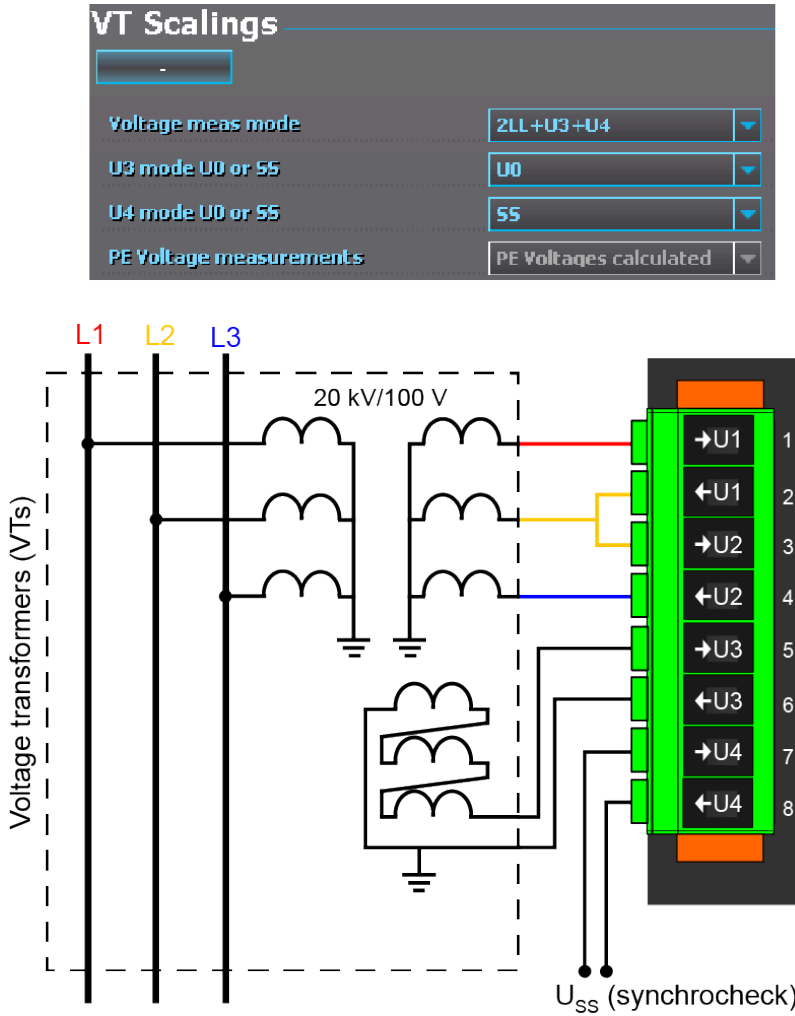 VT Scalings
-
Voltage meas mode 2LL+U3+U4
U3 mode U0 or SS U0
U4 mode U0 or SS SS
PE Voltage measurements PE Voltages calculated
L1 L2 L3
20 kV/100 V
Voltage transformers (VTs)
→U1 1
←U1 2
→U2 3
←U2 4
→U3 5
←U3 6
→U4 7
←U4 8
USS (synchrocheck)